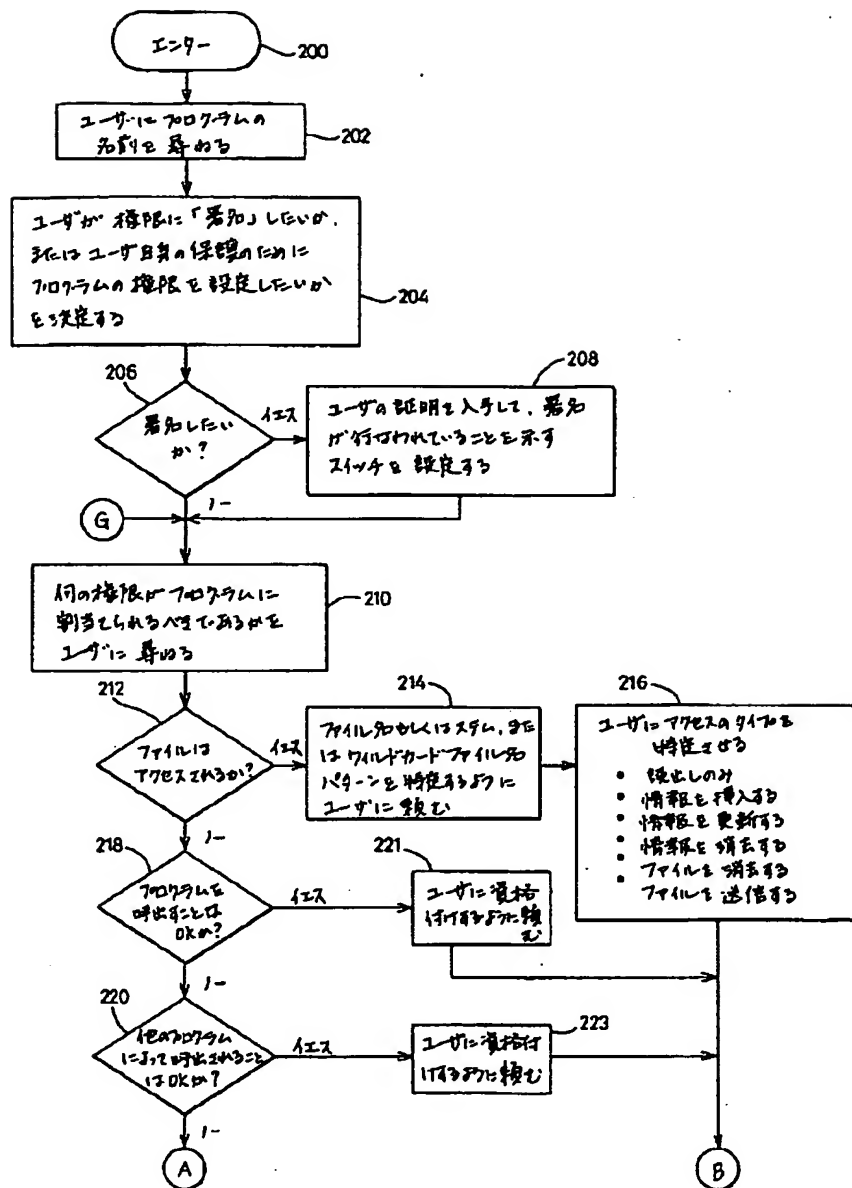 エンター
200
ユーザーにプログラムの
名前を尋ねる
202
ユーザが権限に「署名」したいか、
またはユーザ自身の保護のために
プログラムの権限を設定したいか
を決定する
204
206
署名したい
か?
イエス
208
ユーザの証明を入手して、署名
が行なわれていることを示す
スイッチを設定する
ノー
G
何の権限がプログラムに
割当てられるべきであるかを
ユーザに尋ねる
210
212
ファイルは
アクセスされるか?
イエス
214
ファイル名もしくはステム、また
はワイルドカードファイル名
パターンを特定するように
ユーザに頼む
216
ユーザにアクセスのタイプを
特定させる
• 読出しのみ
• 情報を挿入する
• 情報を更新する
• 情報を消去する
• ファイルを消去する
• ファイルを送信する
ノー
218
プログラムを
呼出すことは
OKか?
イエス
221
ユーザに資格
付けするように頼
む
ノー
220
他のプログラム
によって呼出されること
はOKか?
イエス
223
ユーザに資格付
けするように頼む
ノー
A
B